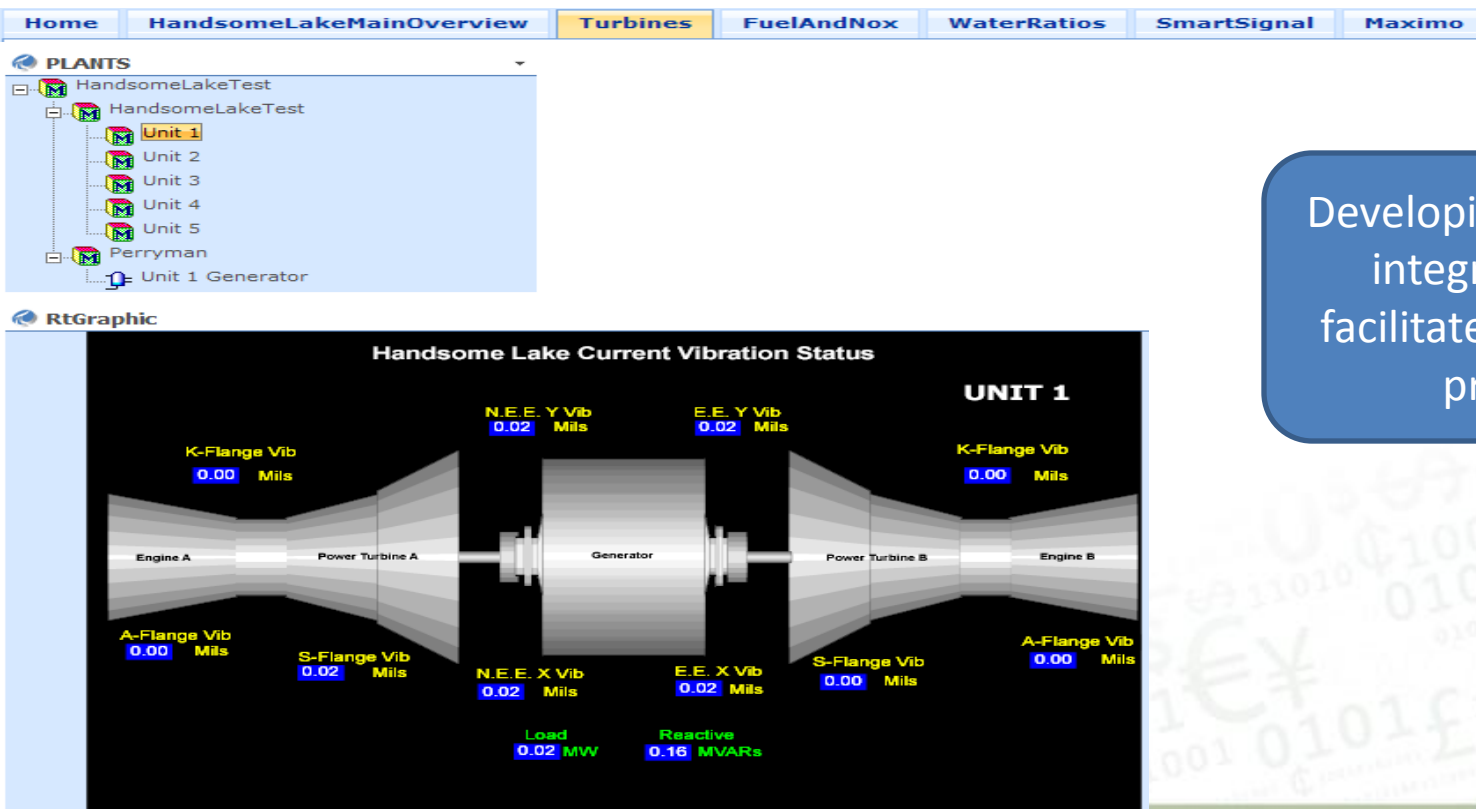 Home HandsomeLakeMainOverview Turbines FuelAndNox WaterRatios SmartSignal Maximo
PLANTS
HandsomeLakeTest
HandsomeLakeTest
Unit 1
Unit 2
Unit 3
Unit 4
Unit 5
Perryman
Unit 1 Generator
RtGraphic
Handsome Lake Current Vibration Status
UNIT 1
N.E.E. Y Vib E.E. Y Vib
0.02 Mils 0.02 Mils
K-Flange Vib K-Flange Vib
0.00 Mils 0.00 Mils
Engine A Power Turbine A Generator Power Turbine B Engine B
A-Flange Vib A-Flange Vib
0.00 Mils 0.00 Mils
S-Flange Vib S-Flange Vib
0.02 Mils 0.00 Mils
N.E.E. X Vib E.E. X Vib
0.02 Mils 0.02 Mils
Load Reactive
0.02 MW 0.16 MVARs
Developi
integr
facilitate
pr